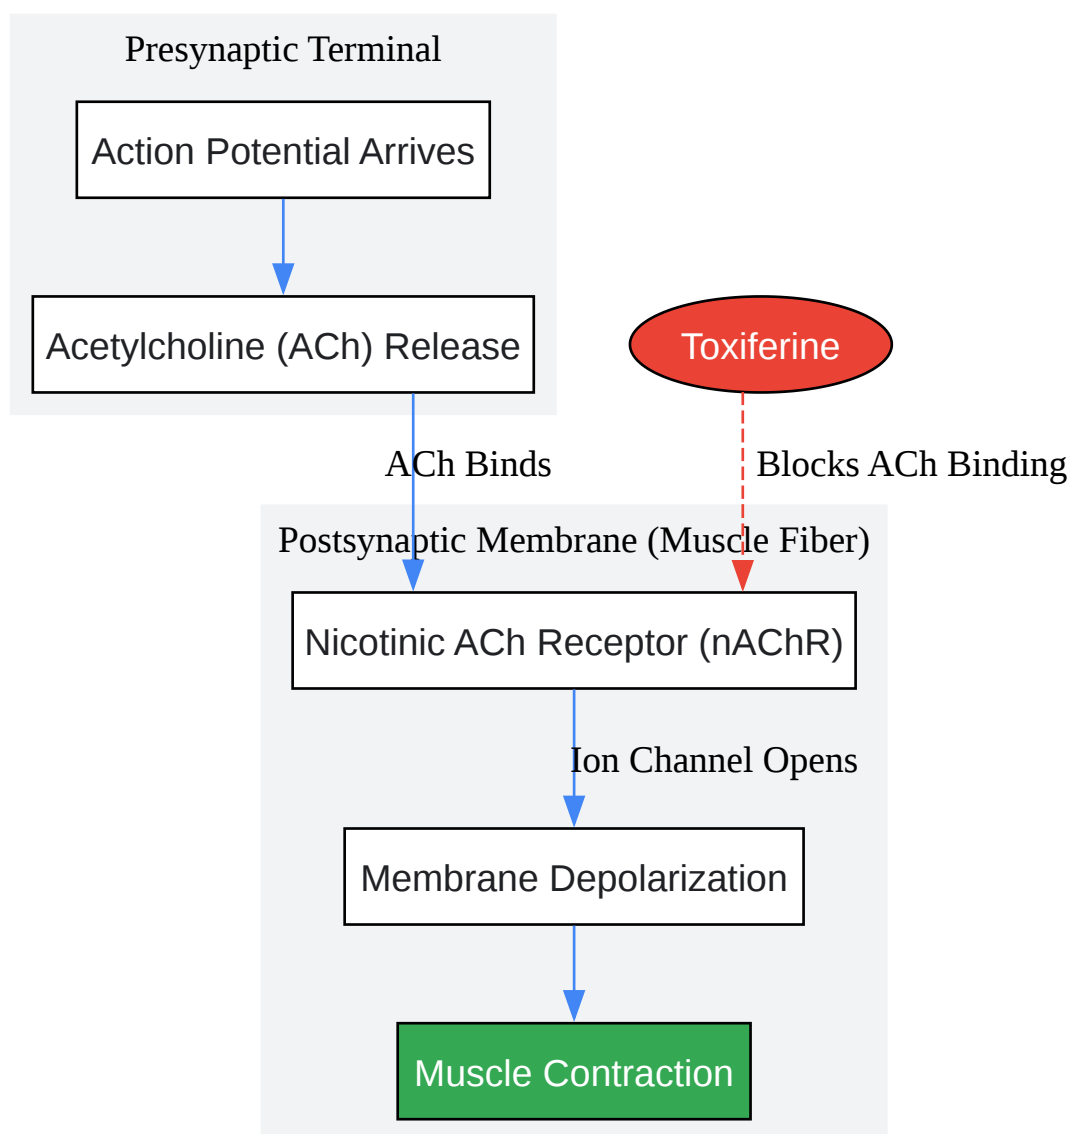 Presynaptic Terminal
Action Potential Arrives
Acetylcholine (ACh) Release
Toxiferine
ACh Binds
Blocks ACh Binding
Postsynaptic Membrane (Muscle Fiber)
Nicotinic ACh Receptor (nAChR)
Ion Channel Opens
Membrane Depolarization
Muscle Contraction